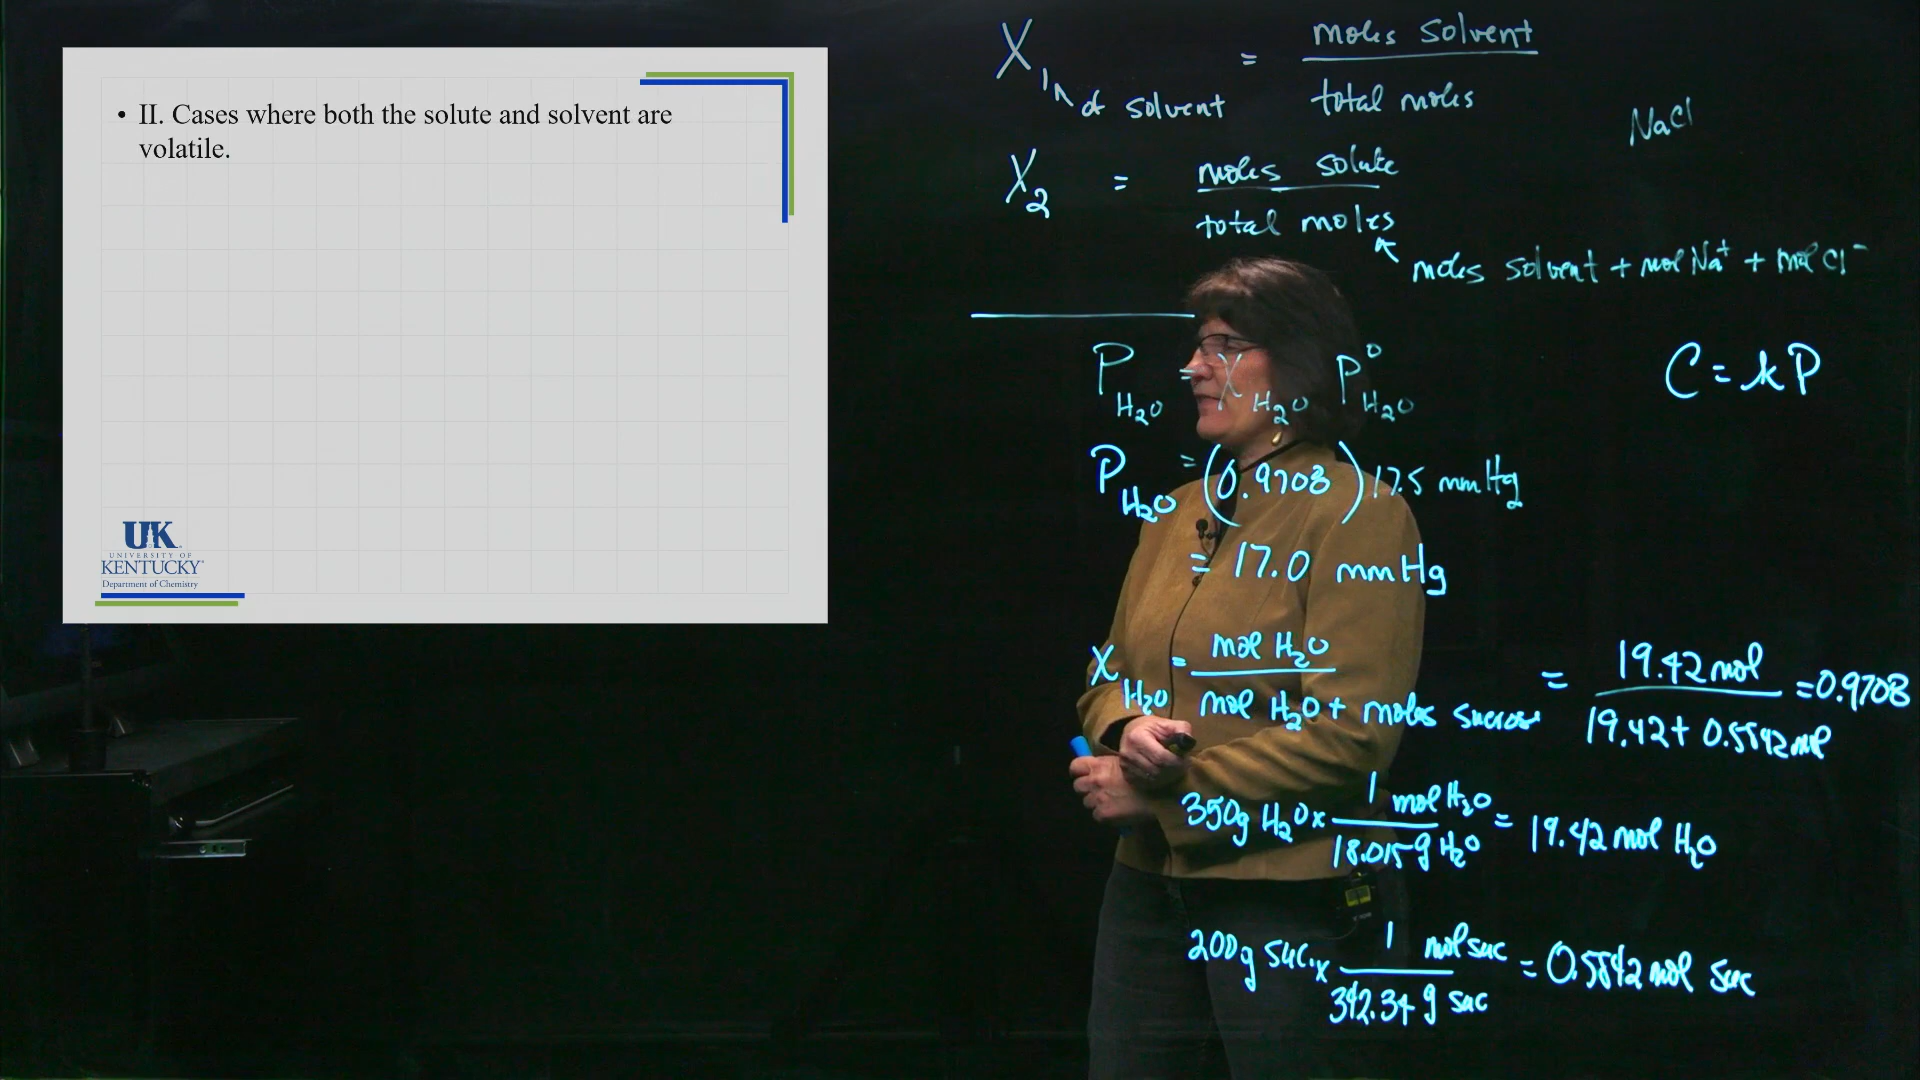 • II. Cases where both the solute and solvent are
volatile.
UK
UNIVERSITY OF
KENTUCKY
Department of Chemistry
X₁ of solvent = moles solvent / total moles
NaCl
X₂ = moles solute / total moles
moles solvent + mol Na⁺ + mol Cl⁻
P H₂O = X H₂O P° H₂O
C = kP
P H₂O = (0.9708) 17.5 mmHg
= 17.0 mmHg
X H₂O = mol H₂O / mol H₂O + moles sucrose = 19.42 mol / 19.42 + 0.5842 mol = 0.9708
350g H₂O x 1 mol H₂O / 18.015 g H₂O = 19.42 mol H₂O
200g suc. x 1 mol suc / 342.34 g suc = 0.5842 mol suc